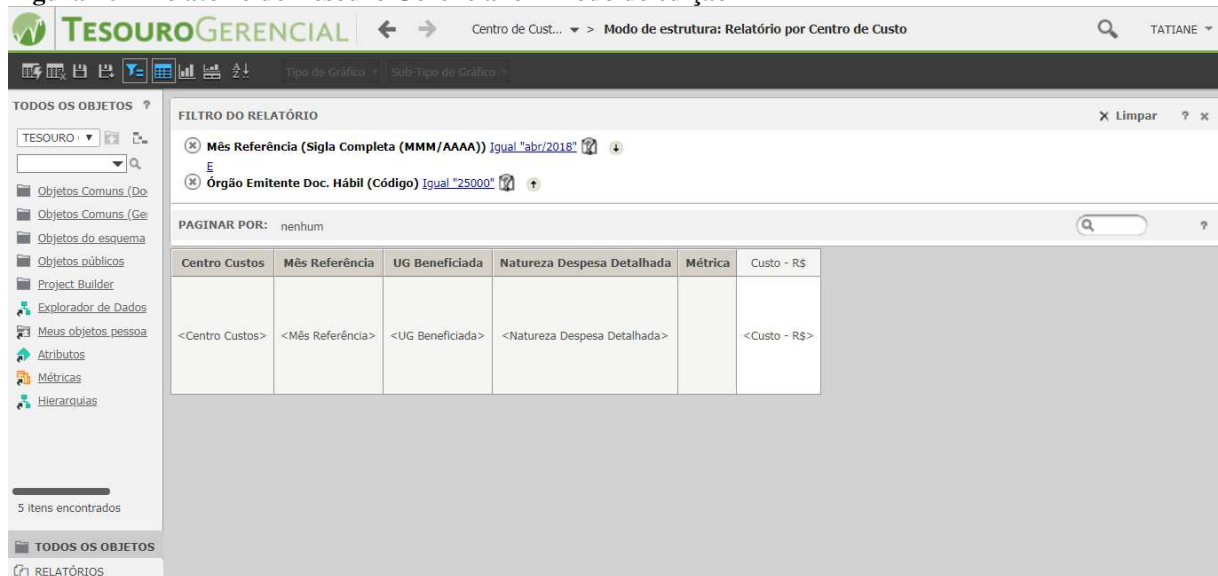 TESOUROGERENCIAL Centro de Cust... > Modo de estrutura: Relatório por Centro de Custo TATIANE
Tipo de Gráfico Sub-Tipo de Gráfico
TODOS OS OBJETOS ?
TESOURO
Objetos Comuns (Do
Objetos Comuns (Ge
Objetos do esquema
Objetos públicos
Project Builder
Explorador de Dados
Meus objetos pessoa
Atributos
Métricas
Hierarquias
5 itens encontrados
TODOS OS OBJETOS
RELATÓRIOS
FILTRO DO RELATÓRIO X Limpar ? x
Mês Referência (Sigla Completa (MMM/AAAA)) Igual "abr/2018"
E
Órgão Emitente Doc. Hábil (Código) Igual "25000"
PAGINAR POR: nenhum ?
Centro Custos Mês Referência UG Beneficiada Natureza Despesa Detalhada Métrica Custo - R$
<Centro Custos> <Mês Referência> <UG Beneficiada> <Natureza Despesa Detalhada> <Custo - R$>